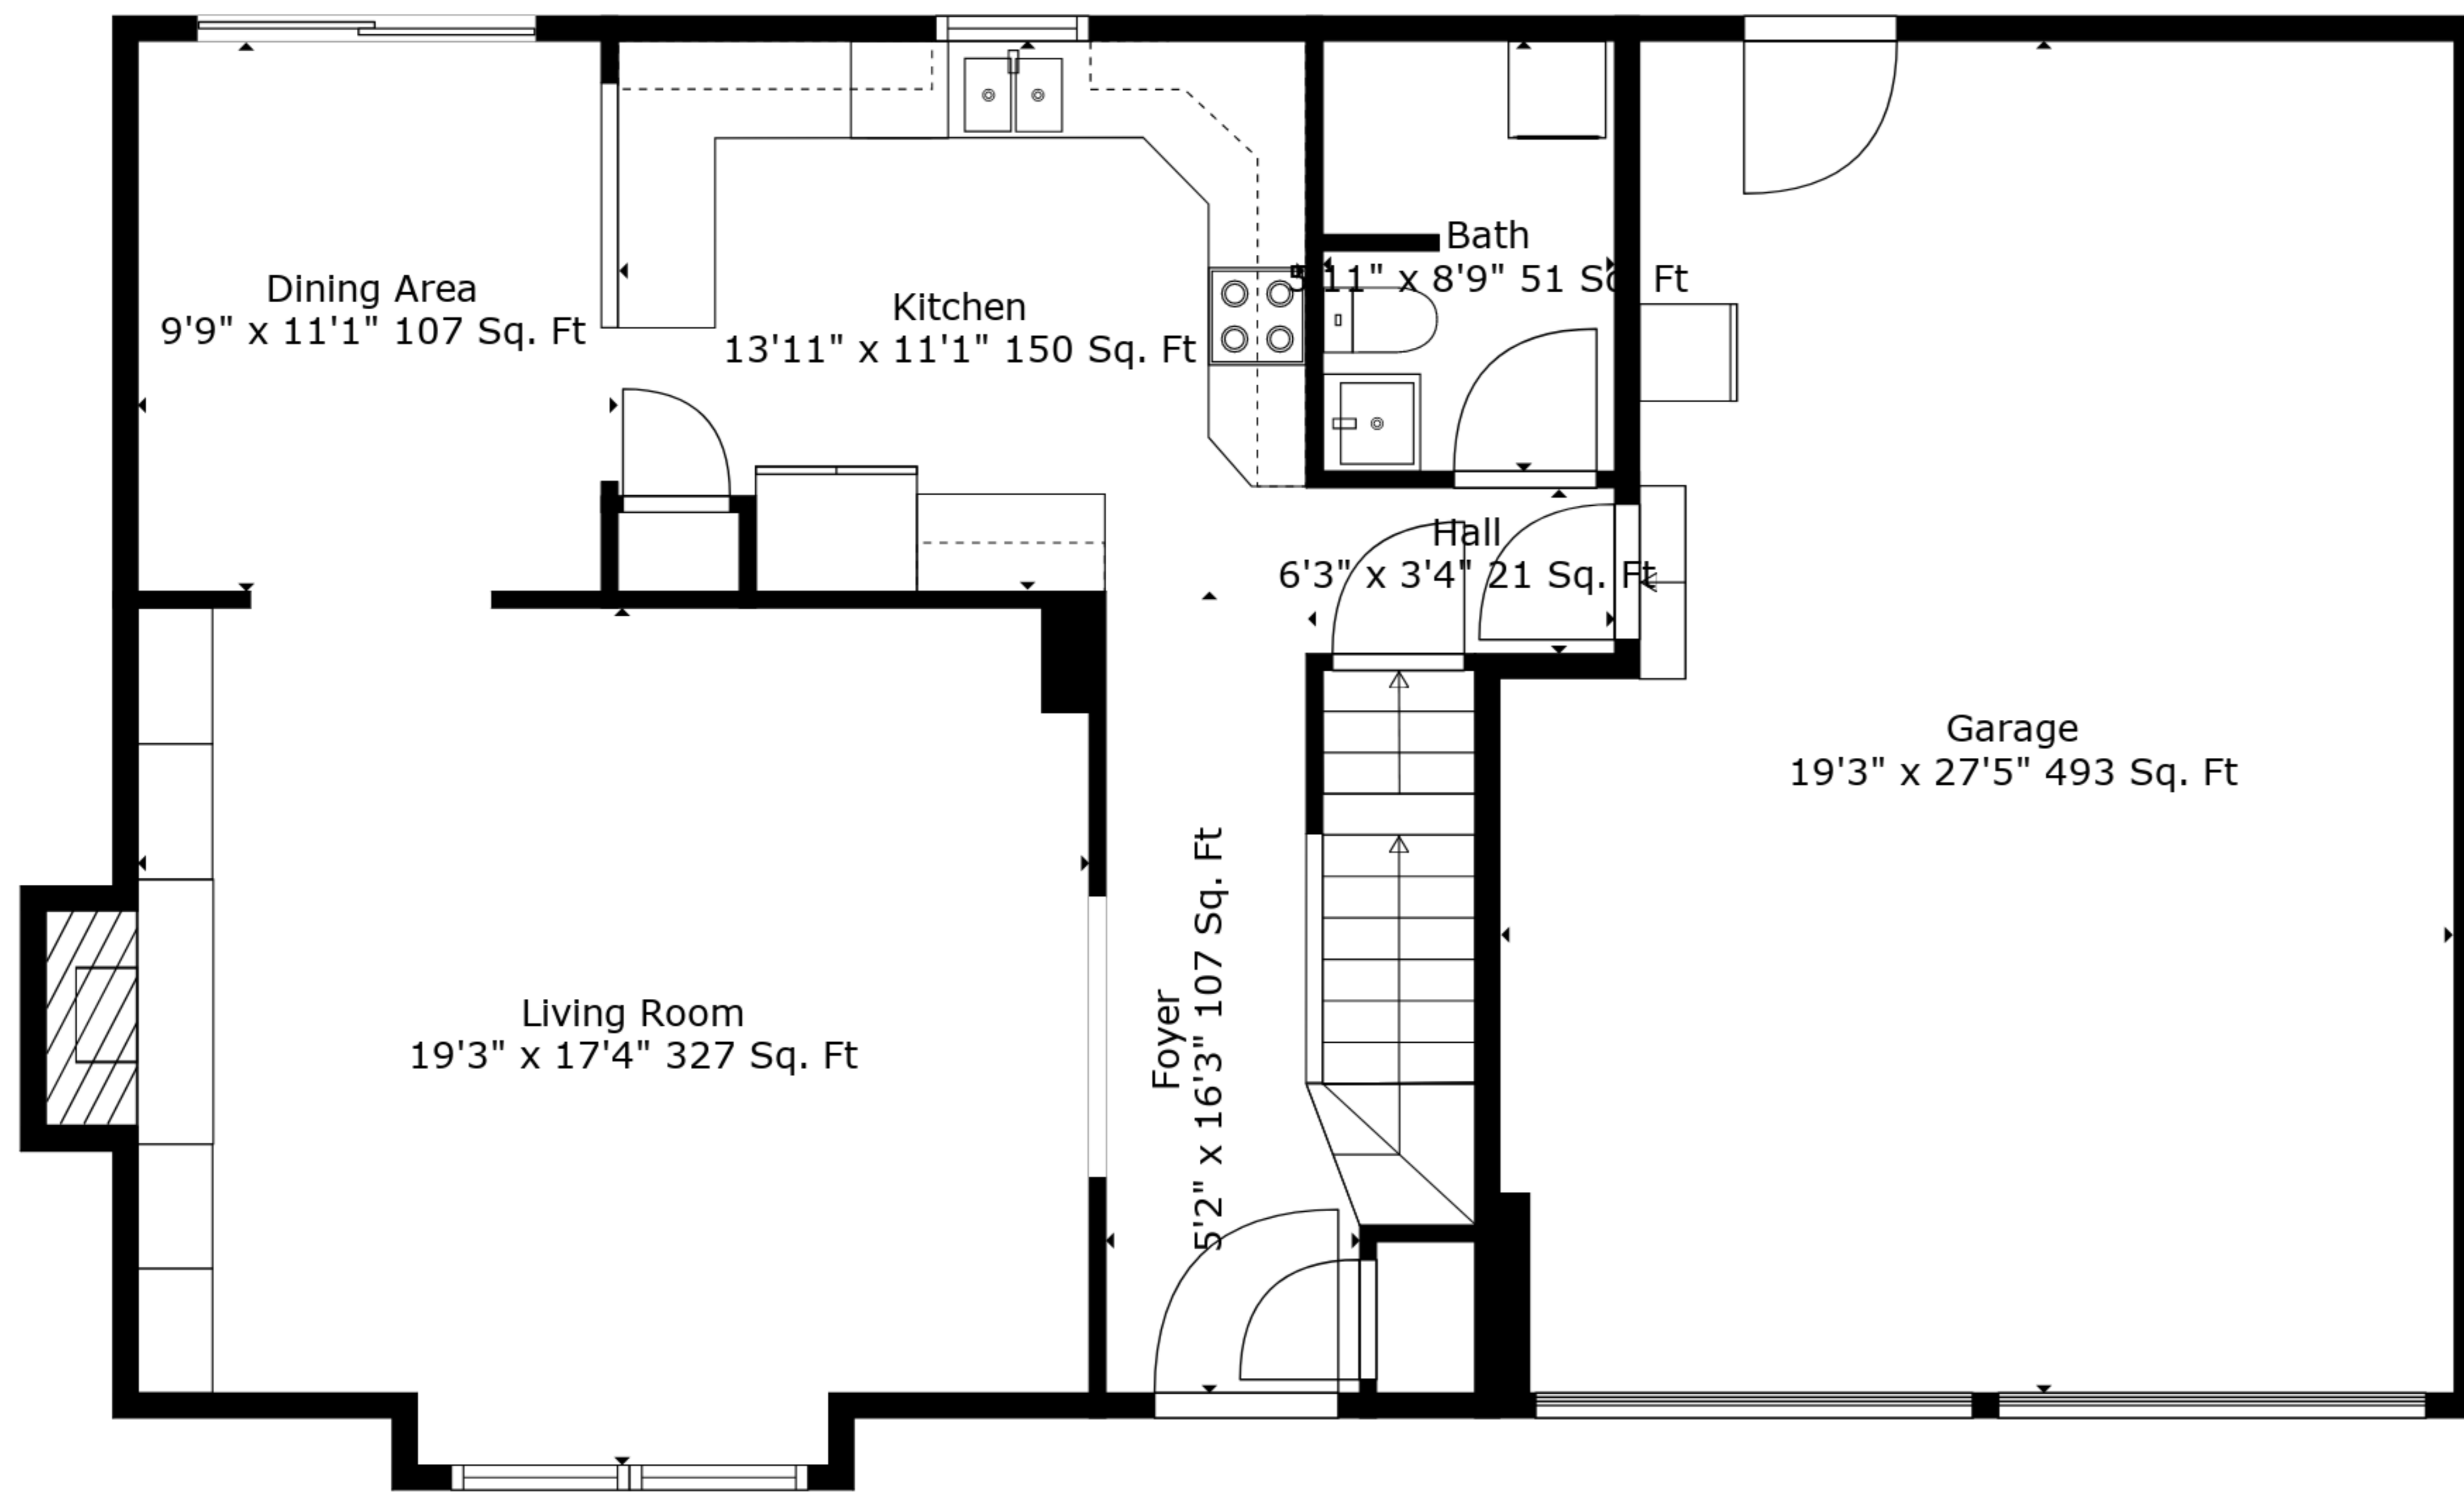 Dining Area
9'9" x 11'1" 107 Sq. Ft
Kitchen
13'11" x 11'1" 150 Sq. Ft
Bath
5'11" x 8'9" 51 Sq. Ft
Hall
6'3" x 3'4" 21 Sq. Ft
Garage
19'3" x 27'5" 493 Sq. Ft
Living Room
19'3" x 17'4" 327 Sq. Ft
Foyer
5'2" x 16'3" 107 Sq. Ft